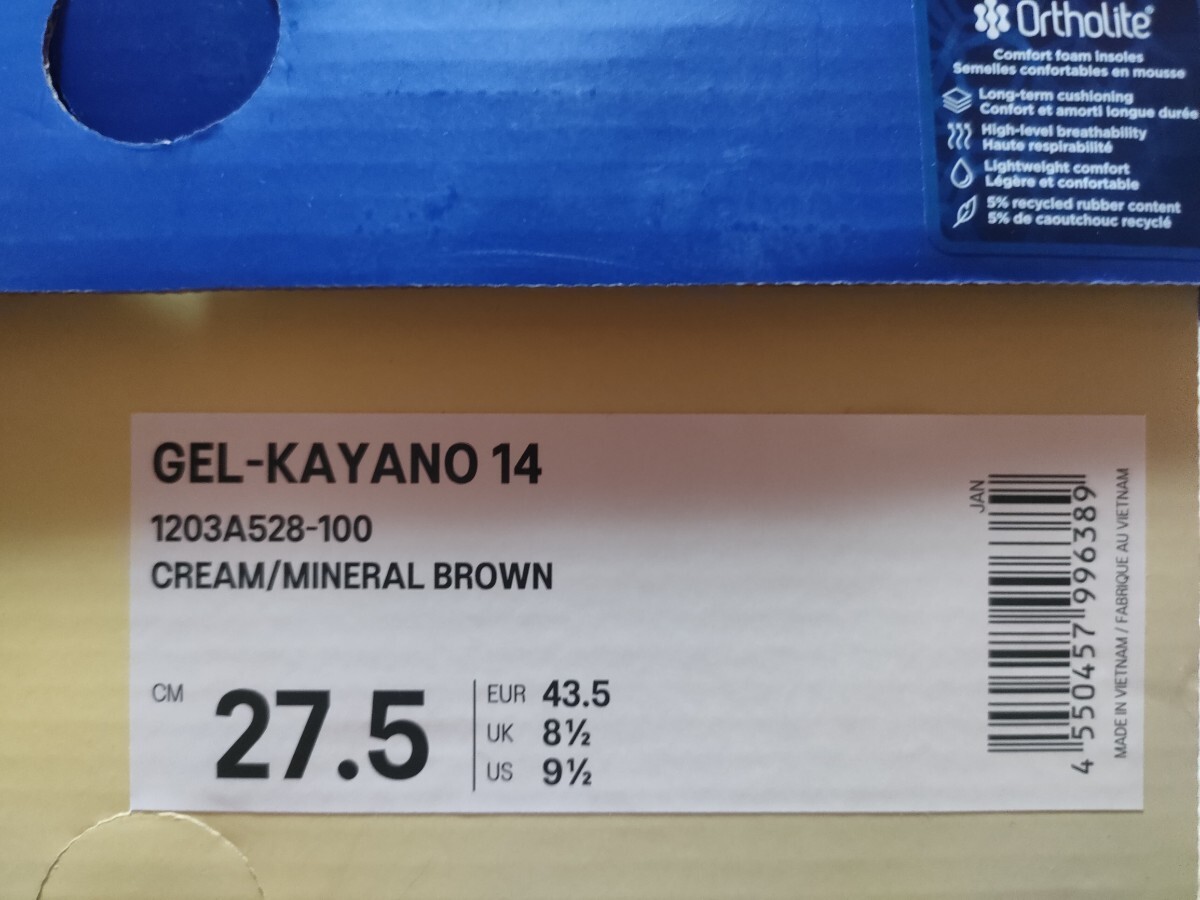 Ortholite®
Comfort foam insoles
Semelles confortables en mousse
Long-term cushioning
Confort et amorti longue durée
High-level breathability
Haute respirabilité
Lightweight comfort
Légère et confortable
5% recycled rubber content
5% de caoutchouc recyclé
GEL-KAYANO 14
1203A528-100
CREAM/MINERAL BROWN
CM 27.5
EUR 43.5
UK 8½
US 9½
JAN
4 550457 996389
MADE IN VIETNAM / FABRIQUE AU VIETNAM